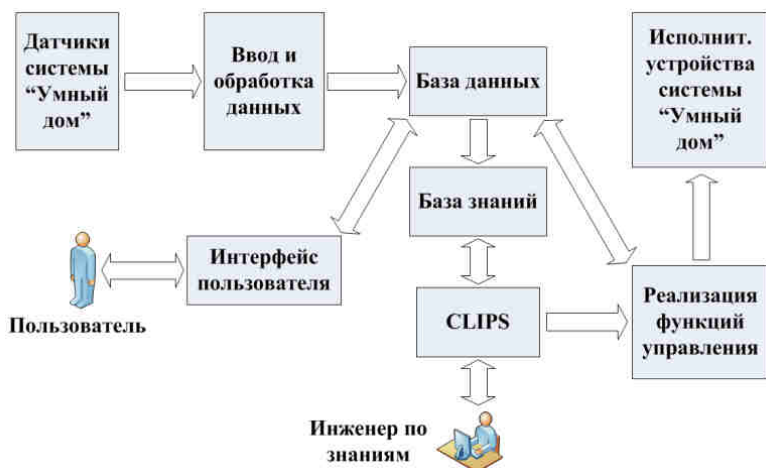 Датчики
системы
“Умный
дом”
Ввод и
обработка
данных
База данных
Исполнит.
устройства
системы
“Умный
дом”
База знаний
Интерфейс
пользователя
Пользователь
CLIPS
Реализация
функций
управления
Инженер по
знаниям